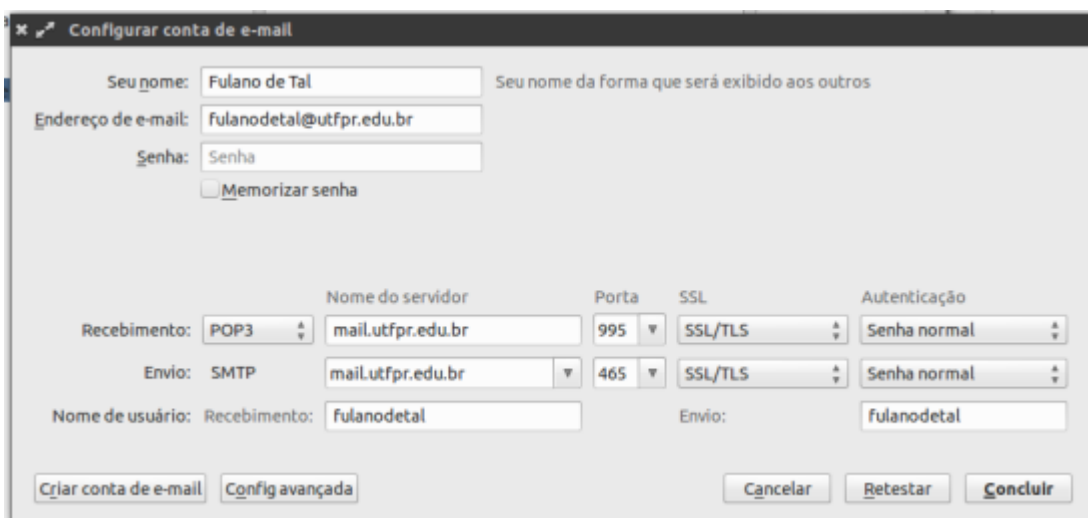 Configurar conta de e-mail
Seu nome: Fulano de Tal Seu nome da forma que será exibido aos outros
Endereço de e-mail: fulanodetal@utfpr.edu.br
Senha: Senha
Memorizar senha
Nome do servidor Porta SSL Autenticação
Recebimento: POP3 mail.utfpr.edu.br 995 SSL/TLS Senha normal
Envio: SMTP mail.utfpr.edu.br 465 SSL/TLS Senha normal
Nome de usuário: Recebimento: fulanodetal Envio: fulanodetal
Criar conta de e-mail Config avançada Cancelar Retestar Concluir